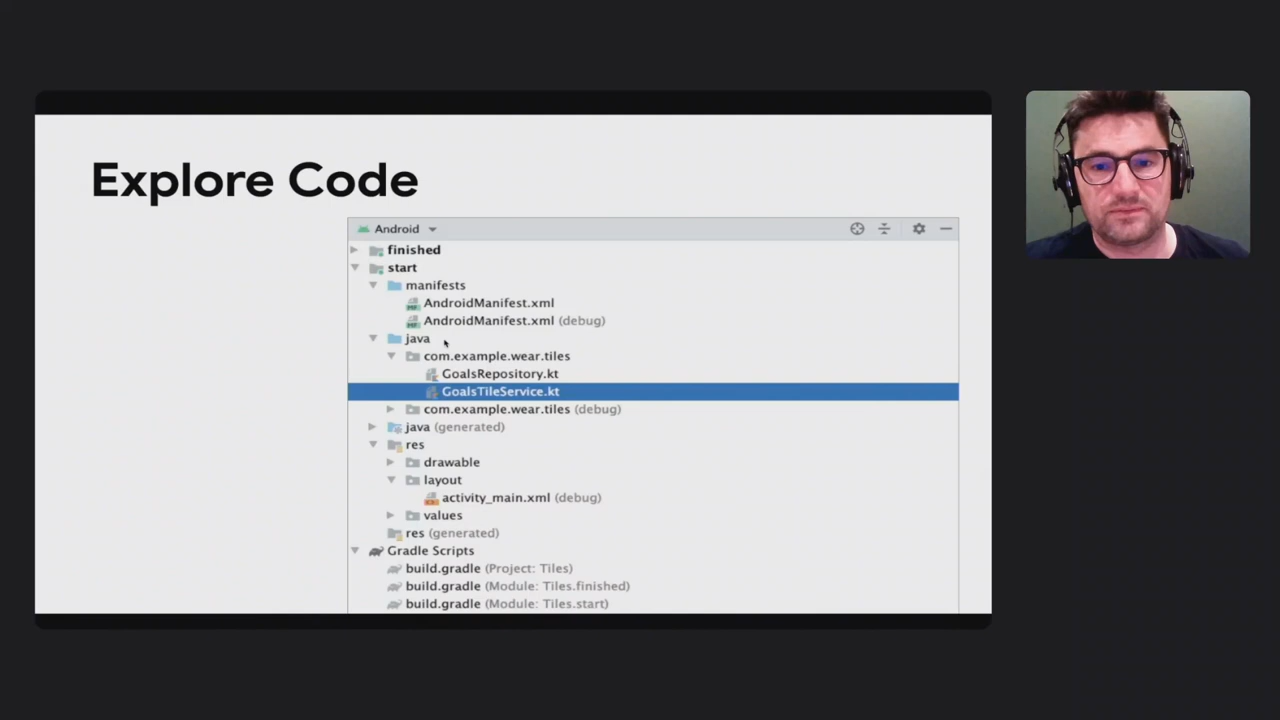 Explore Code
Android
finished
start
manifests
AndroidManifest.xml
AndroidManifest.xml (debug)
java
com.example.wear.tiles
GoalsRepository.kt
GoalsTileService.kt
com.example.wear.tiles (debug)
java (generated)
res
drawable
layout
activity_main.xml (debug)
values
res (generated)
Gradle Scripts
build.gradle (Project: Tiles)
build.gradle (Module: Tiles.finished)
build.gradle (Module: Tiles.start)